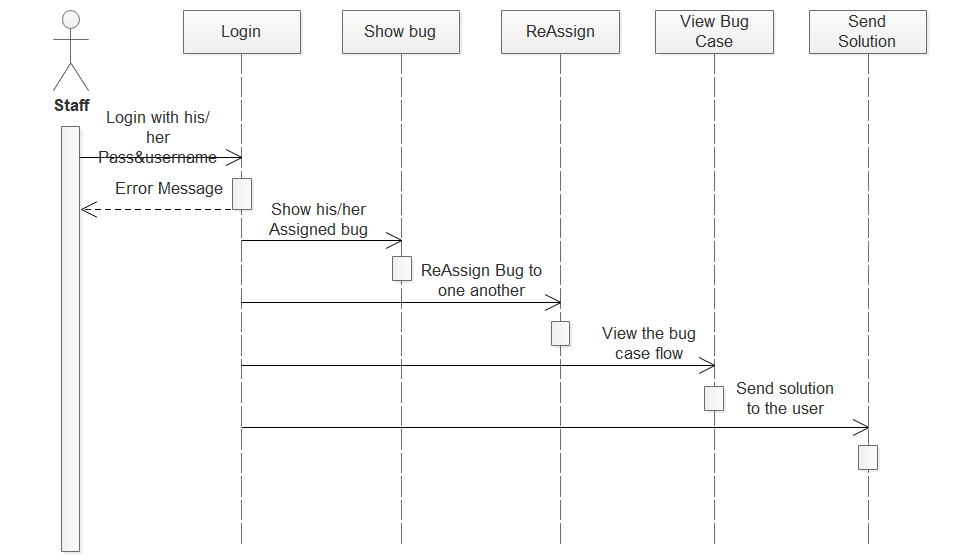 Login
Show bug
ReAssign
View Bug
Case
Send
Solution
Staff
Login with his/
her
Pass&username
Error Message
Show his/her
Assigned bug
ReAssign Bug to
one another
View the bug
case flow
Send solution
to the user